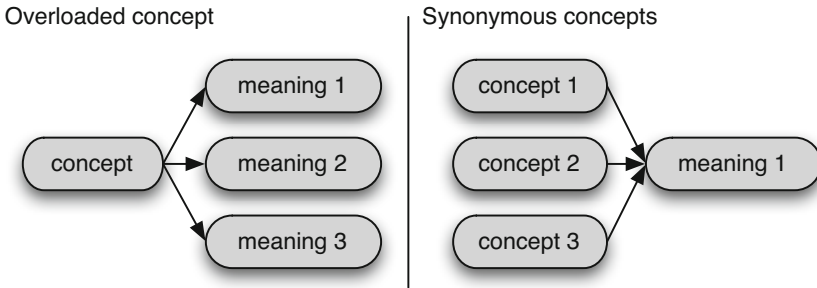 Overloaded concept
concept
meaning 1
meaning 2
meaning 3
Synonymous concepts
concept 1
concept 2
concept 3
meaning 1